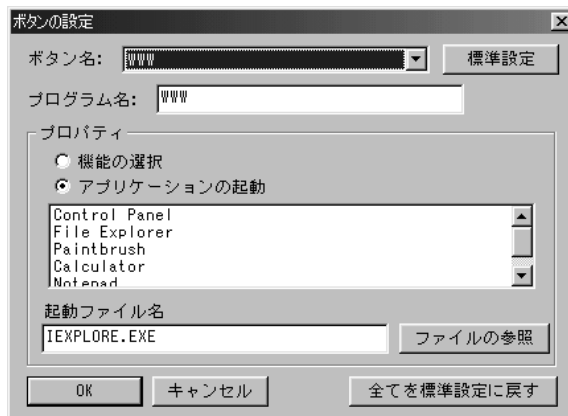 ボタンの設定
ボタン名: WWW 標準設定
プログラム名: WWW
プロパティ
機能の選択
アプリケーションの起動
Control Panel
File Explorer
Paintbrush
Calculator
Notepad
起動ファイル名
IEXPLORE.EXE ファイルの参照
OK キャンセル 全てを標準設定に戻す